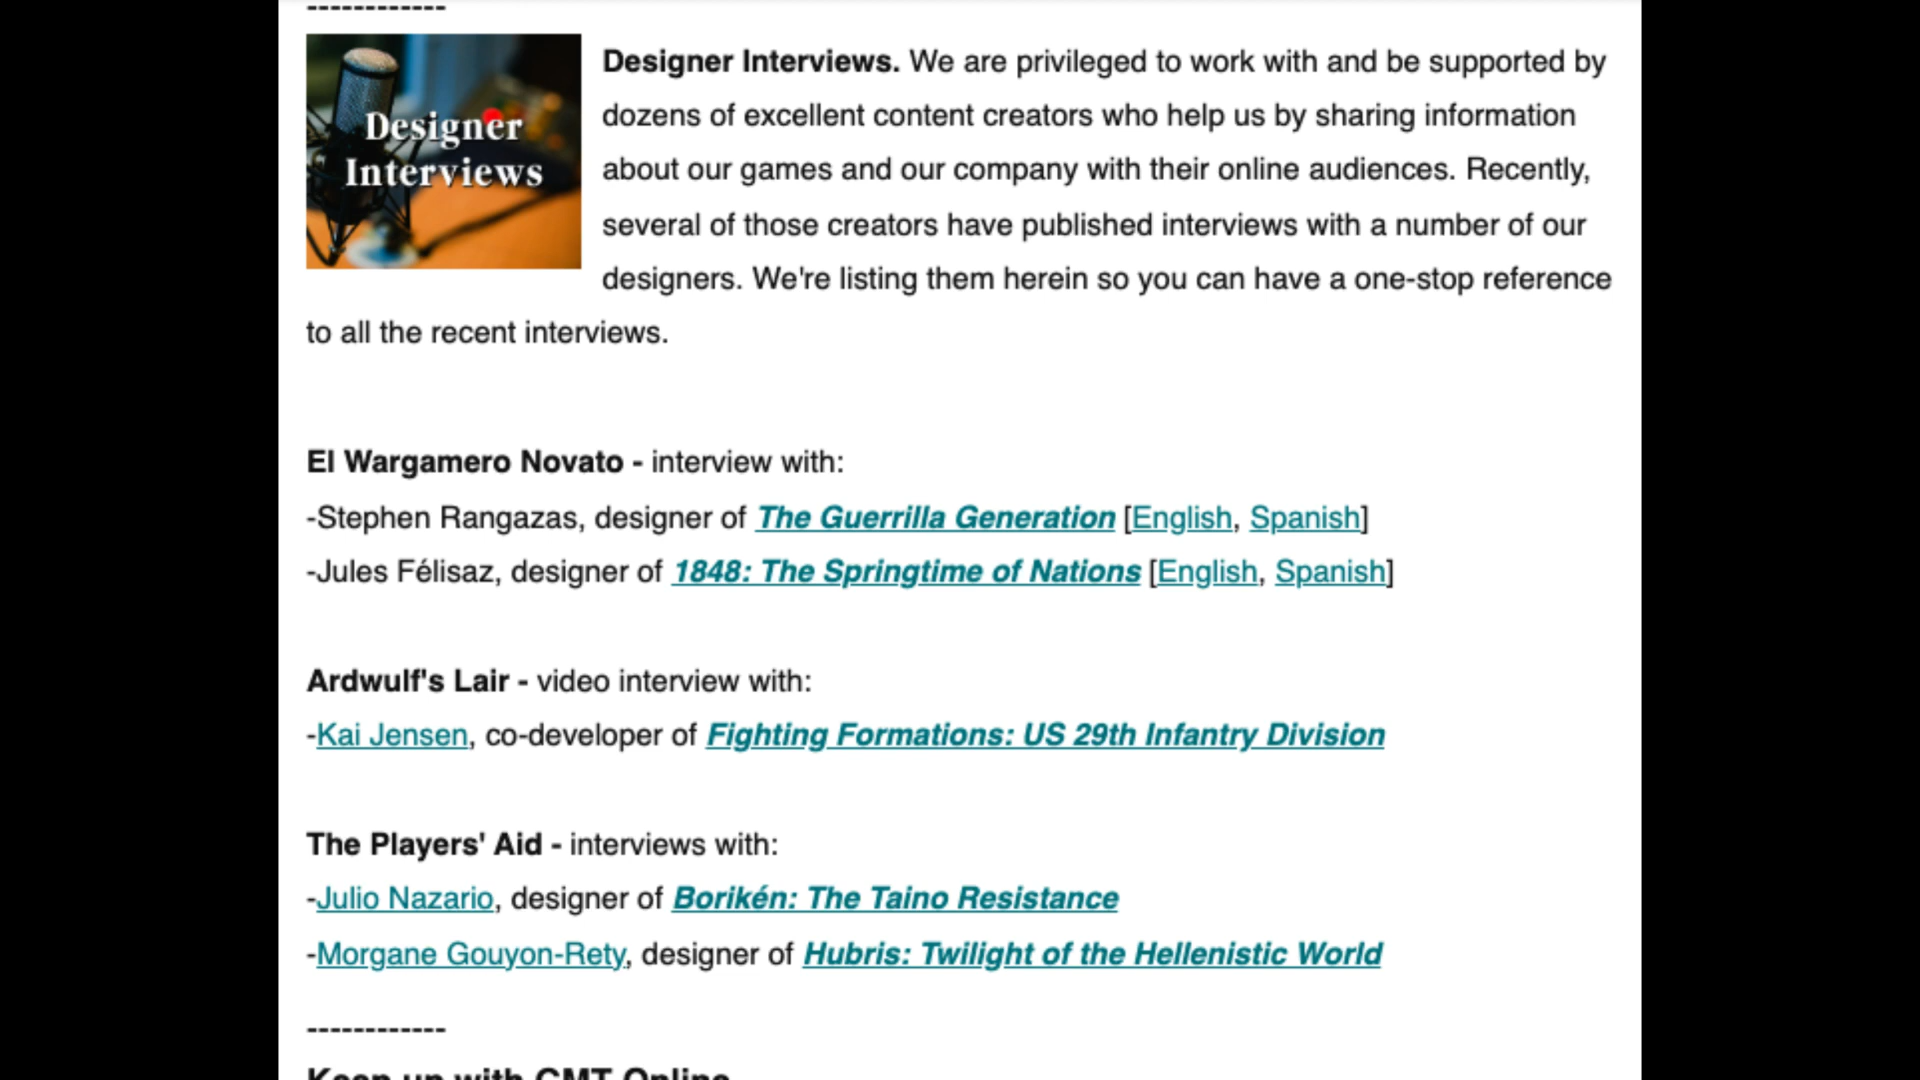 ------------
Designer
Interviews
Designer Interviews. We are privileged to work with and be supported by
dozens of excellent content creators who help us by sharing information
about our games and our company with their online audiences. Recently,
several of those creators have published interviews with a number of our
designers. We're listing them herein so you can have a one-stop reference
to all the recent interviews.
El Wargamero Novato - interview with:
-Stephen Rangazas, designer of The Guerrilla Generation [English, Spanish]
-Jules Félisaz, designer of 1848: The Springtime of Nations [English, Spanish]
Ardwulf's Lair - video interview with:
-Kai Jensen, co-developer of Fighting Formations: US 29th Infantry Division
The Players' Aid - interviews with:
-Julio Nazario, designer of Borikén: The Taino Resistance
-Morgane Gouyon-Rety, designer of Hubris: Twilight of the Hellenistic World
------------
Keep up with GMT Online